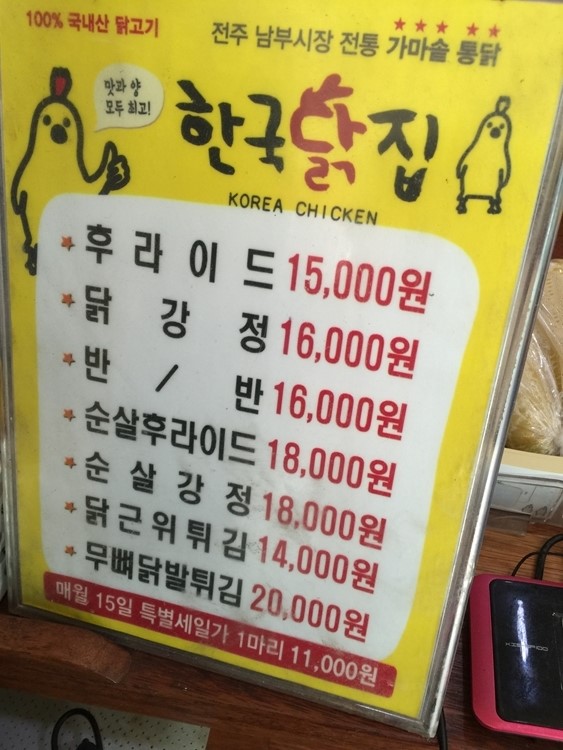 100% 국내산 닭고기
전주 남부시장 전통 가마솥 통닭
맛과 양
모두 최고!
한국닭집
KOREA CHICKEN
후라이드 15,000원
닭강정 16,000원
반/반 16,000원
순살후라이드 18,000원
순살강정 18,000원
닭근위튀김 14,000원
무뼈닭발튀김 20,000원
매월 15일 특별세일가 1마리 11,000원